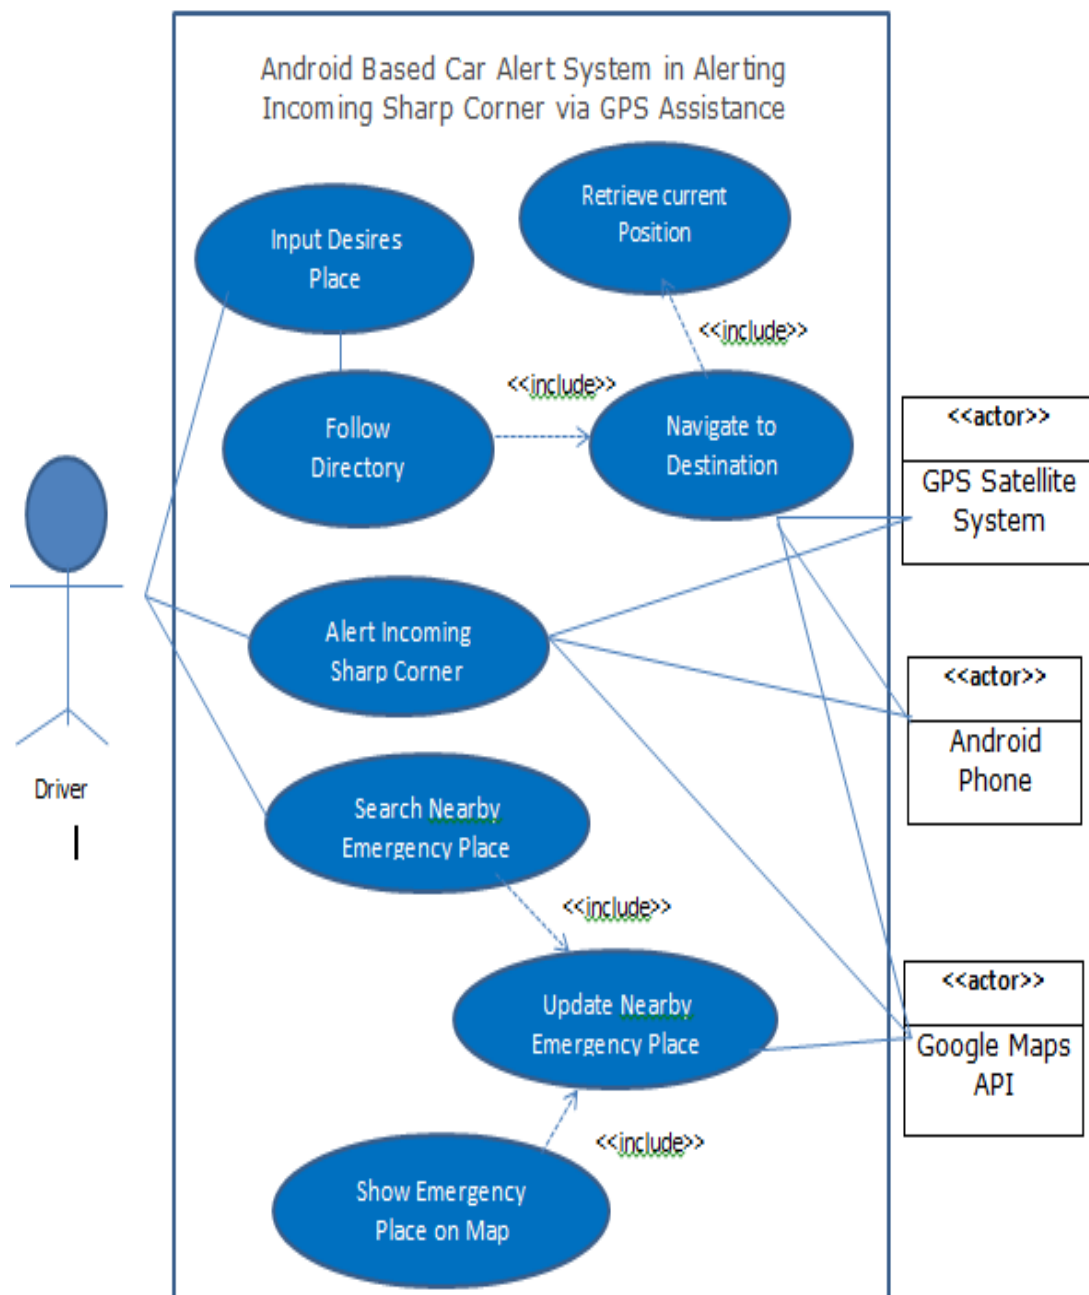 Android Based Car Alert System in Alerting
Incoming Sharp Corner via GPS Assistance
Retrieve current
Position
Input Desires
Place
<<include>>
<<include>>
Follow
Directory
Navigate to
Destination
<<actor>>
GPS Satellite
System
Alert Incoming
Sharp Corner
<<actor>>
Android
Phone
Driver
Search Nearby
Emergency Place
<<include>>
Update Nearby
Emergency Place
<<actor>>
Google Maps
API
<<include>>
Show Emergency
Place on Map